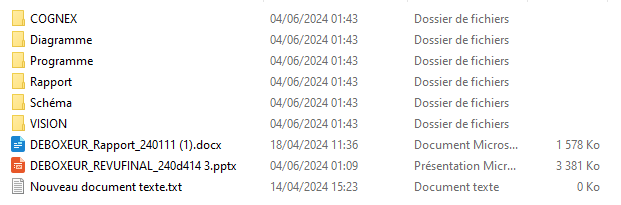 COGNEX 04/06/2024 01:43 Dossier de fichiers
Diagramme 04/06/2024 01:43 Dossier de fichiers
Programme 04/06/2024 01:43 Dossier de fichiers
Rapport 04/06/2024 01:43 Dossier de fichiers
Schéma 04/06/2024 01:43 Dossier de fichiers
VISION 04/06/2024 01:43 Dossier de fichiers
DEBOXEUR_Rapport_240111 (1).docx 18/04/2024 11:36 Document Micros... 1 578 Ko
DEBOXEUR_REVUFINAL_240d414 3.pptx 04/06/2024 01:09 Présentation Micr... 3 381 Ko
Nouveau document texte.txt 14/04/2024 15:23 Document texte 0 Ko